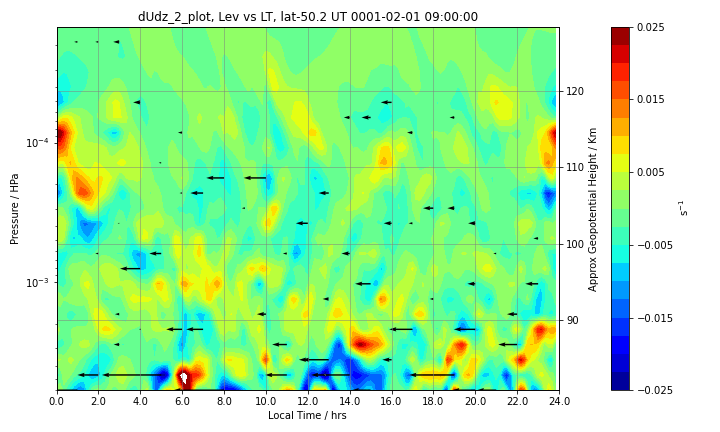 dUdz_2_plot, Lev vs LT, lat-50.2 UT 0001-02-01 09:00:00
Pressure / HPa
10⁻⁴
10⁻³
0.0 2.0 4.0 6.0 8.0 10.0 12.0 14.0 16.0 18.0 20.0 22.0 24.0
Local Time / hrs
120
110
100
90
Approx Geopotential Height / Km
0.025
0.015
0.005
−0.005
−0.015
−0.025
s⁻¹